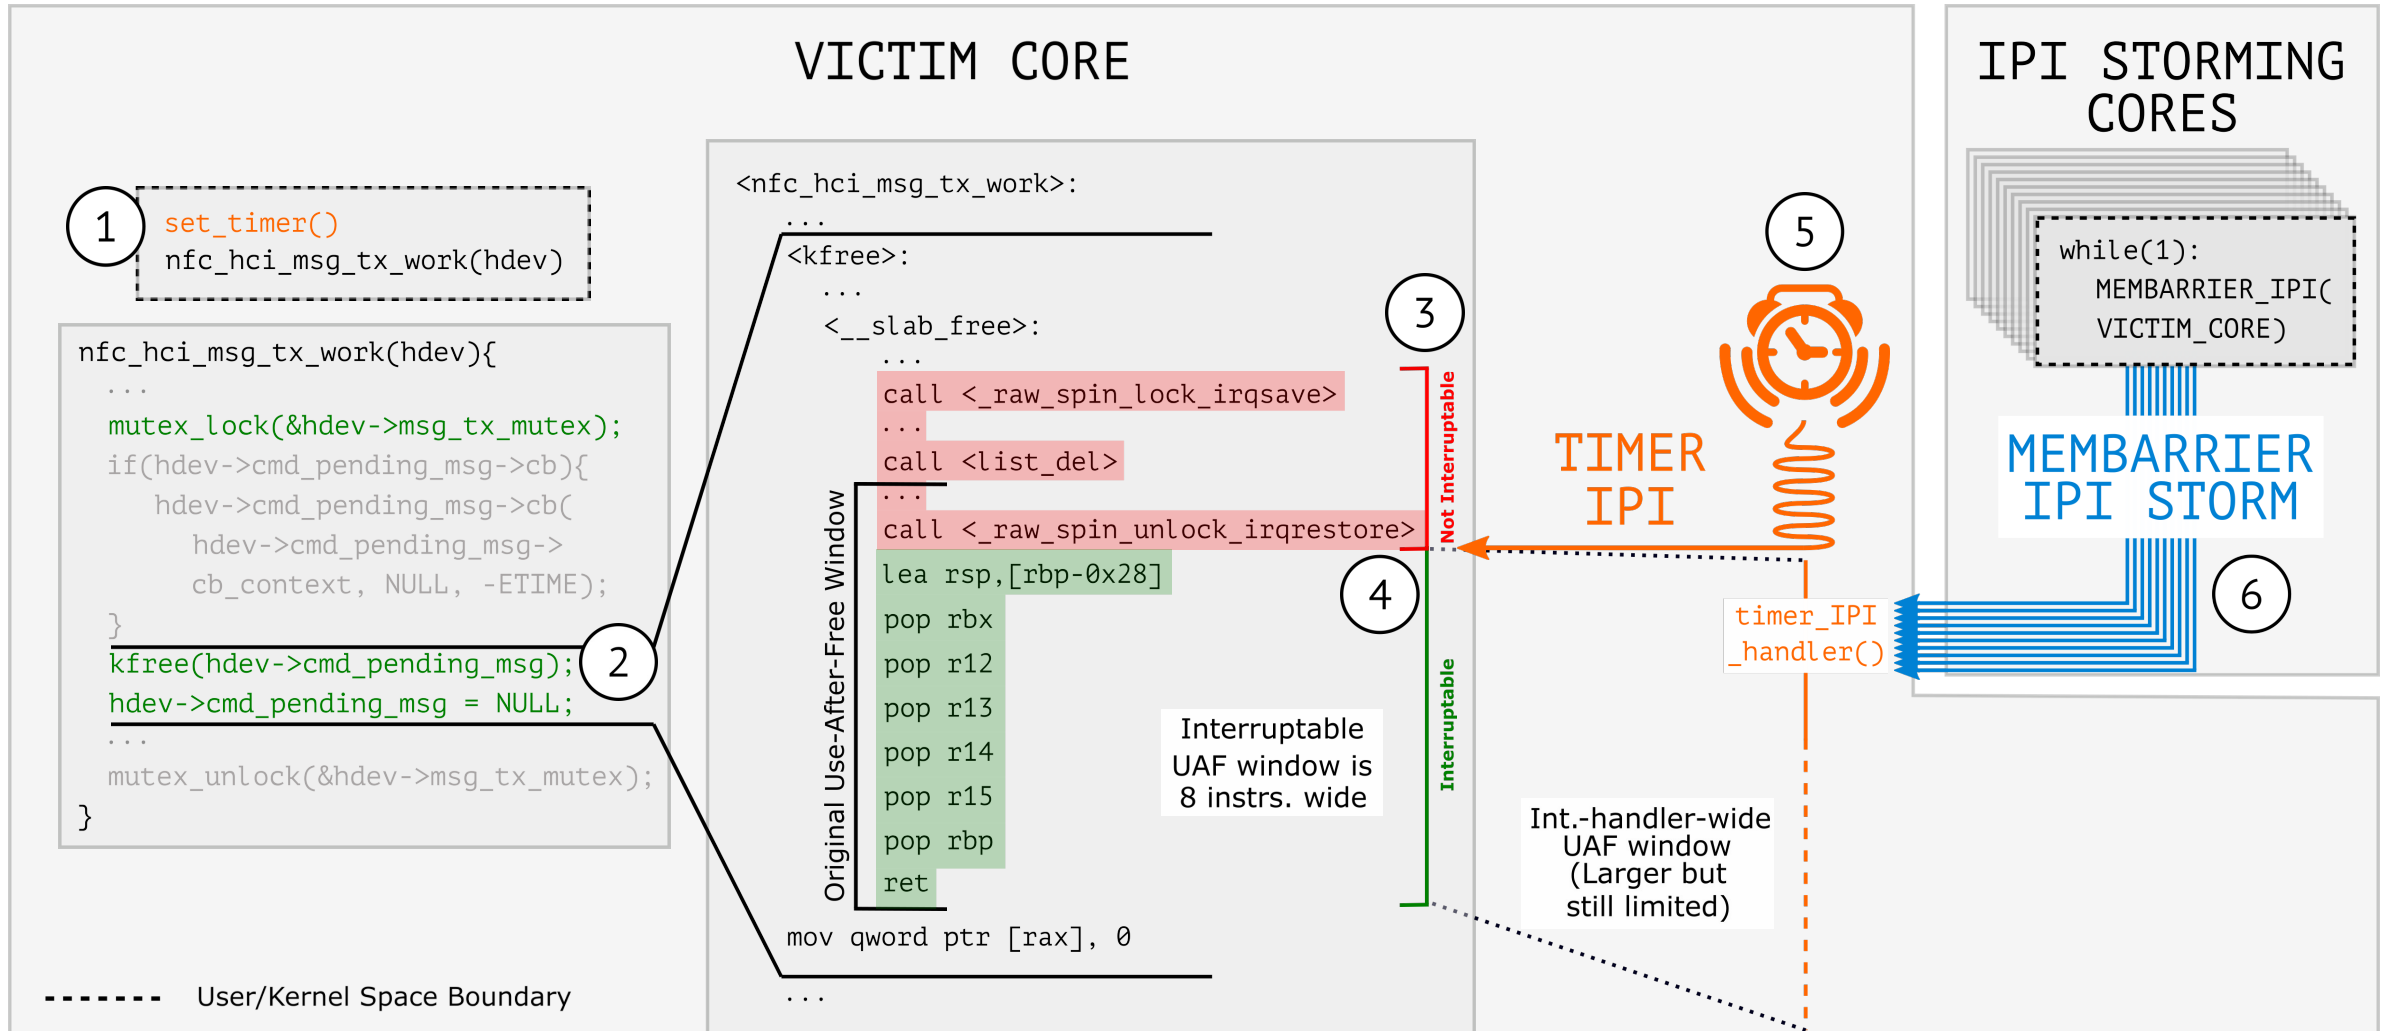 VICTIM CORE
1
set_timer()
nfc_hci_msg_tx_work(hdev)
nfc_hci_msg_tx_work(hdev){
...
mutex_lock(&hdev->msg_tx_mutex);
if(hdev->cmd_pending_msg->cb){
hdev->cmd_pending_msg->cb(
hdev->cmd_pending_msg->
cb_context, NULL, -ETIME);
}
kfree(hdev->cmd_pending_msg);
hdev->cmd_pending_msg = NULL;
...
mutex_unlock(&hdev->msg_tx_mutex);
}
2
User/Kernel Space Boundary
<nfc_hci_msg_tx_work>:
...
<kfree>:
...
<__slab_free>:
...
call <_raw_spin_lock_irqsave>
...
call <list_del>
...
call <_raw_spin_unlock_irqrestore>
lea rsp,[rbp-0x28]
pop rbx
pop r12
pop r13
pop r14
pop r15
pop rbp
ret
mov qword ptr [rax], 0
...
Original Use-After-Free Window
3
Not Interruptable
4
Interruptable
Interruptable
UAF window is
8 instrs. wide
5
TIMER
IPI
timer_IPI
_handler()
Int.-handler-wide
UAF window
(Larger but
still limited)
IPI STORMING
CORES
while(1):
MEMBARRIER_IPI(
VICTIM_CORE)
MEMBARRIER
IPI STORM
6